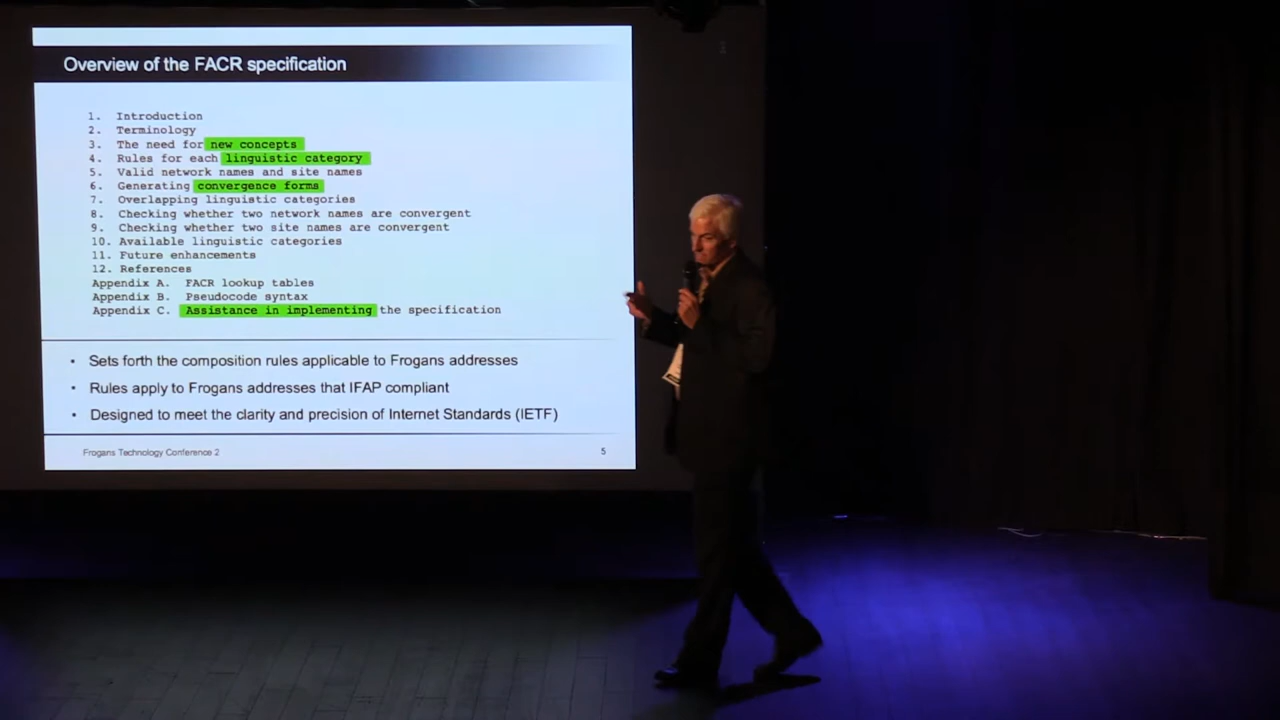 Overview of the FACR specification
1. Introduction
2. Terminology
3. The need for new concepts
4. Rules for each linguistic category
5. Valid network names and site names
6. Generating convergence forms
7. Overlapping linguistic categories
8. Checking whether two network names are convergent
9. Checking whether two site names are convergent
10. Available linguistic categories
11. Future enhancements
12. References
Appendix A. FACR lookup tables
Appendix B. Pseudocode syntax
Appendix C. Assistance in implementing the specification
• Sets forth the composition rules applicable to Frogans addresses
• Rules apply to Frogans addresses that IFAP compliant
• Designed to meet the clarity and precision of Internet Standards (IETF)
Frogans Technology Conference 2 5